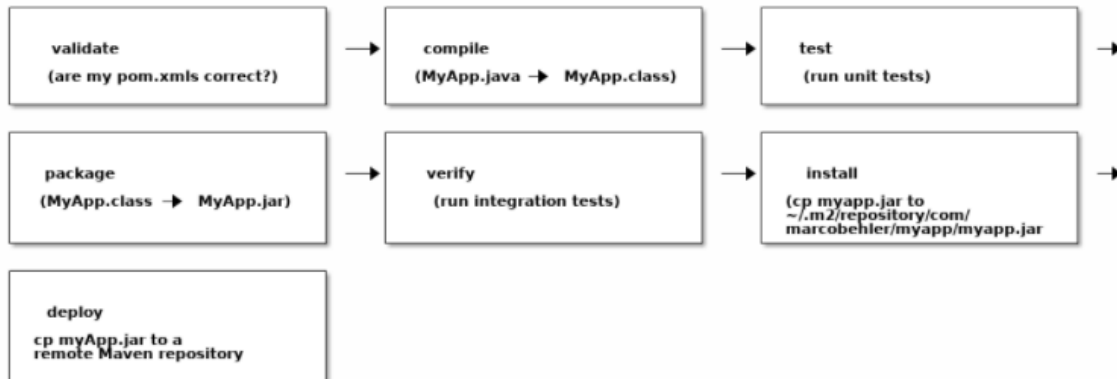 validate
(are my pom.xmls correct?)
compile
(MyApp.java → MyApp.class)
test
(run unit tests)
package
(MyApp.class → MyApp.jar)
verify
(run integration tests)
install
(cp myapp.jar to
~/.m2/repository/com/
marcobehler/myapp/myapp.jar
deploy
cp myApp.jar to a
remote Maven repository